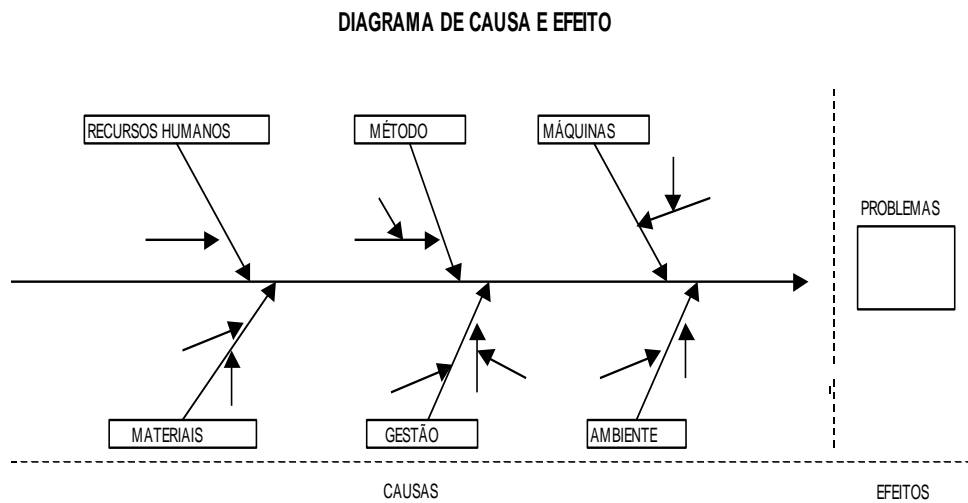 DIAGRAMA DE CAUSA E EFEITO
RECURSOS HUMANOS
MÉTODO
MÁQUINAS
PROBLEMAS
MATERIAIS
GESTÃO
AMBIENTE
CAUSAS
EFEITOS